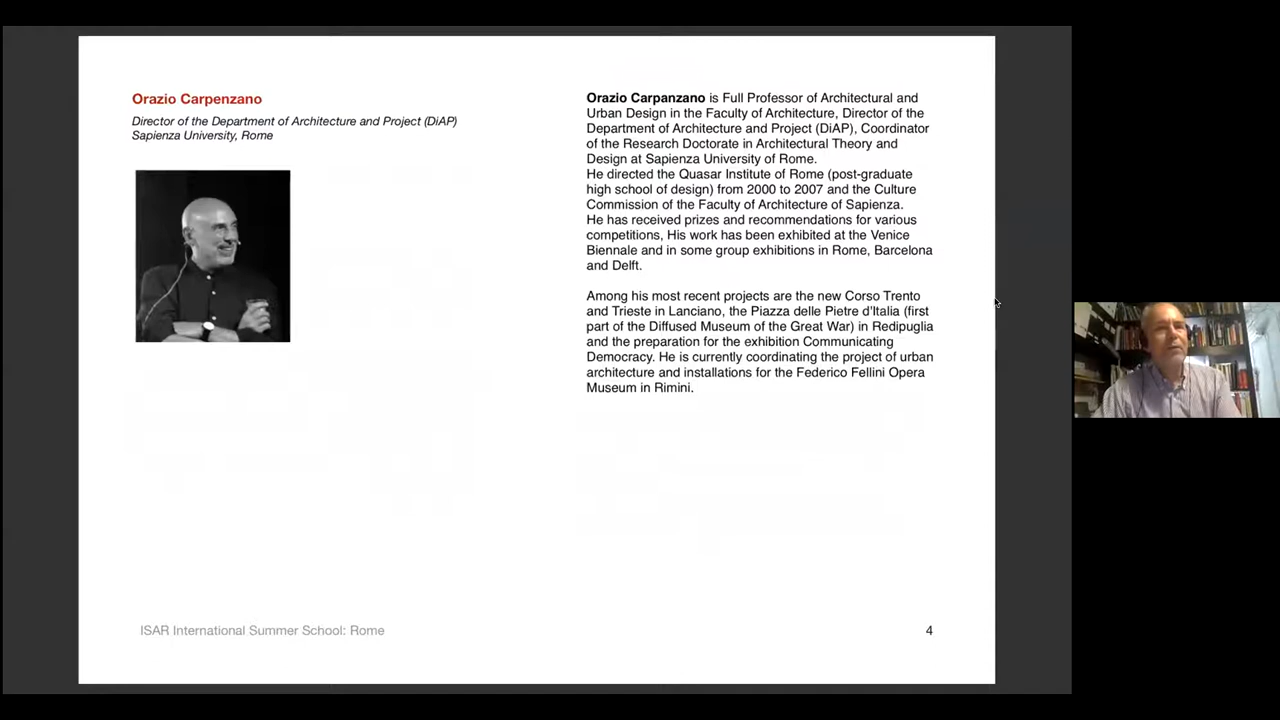 Orazio Carpenzano
Director of the Department of Architecture and Project (DiAP)
Sapienza University, Rome
Orazio Carpanzano is Full Professor of Architectural and
Urban Design in the Faculty of Architecture, Director of the
Department of Architecture and Project (DiAP), Coordinator
of the Research Doctorate in Architectural Theory and
Design at Sapienza University of Rome.
He directed the Quasar Institute of Rome (post-graduate
high school of design) from 2000 to 2007 and the Culture
Commission of the Faculty of Architecture of Sapienza.
He has received prizes and recommendations for various
competitions, His work has been exhibited at the Venice
Biennale and in some group exhibitions in Rome, Barcelona
and Delft.
Among his most recent projects are the new Corso Trento
and Trieste in Lanciano, the Piazza delle Pietre d'Italia (first
part of the Diffused Museum of the Great War) in Redipuglia
and the preparation for the exhibition Communicating
Democracy. He is currently coordinating the project of urban
architecture and installations for the Federico Fellini Opera
Museum in Rimini.
ISAR International Summer School: Rome
4